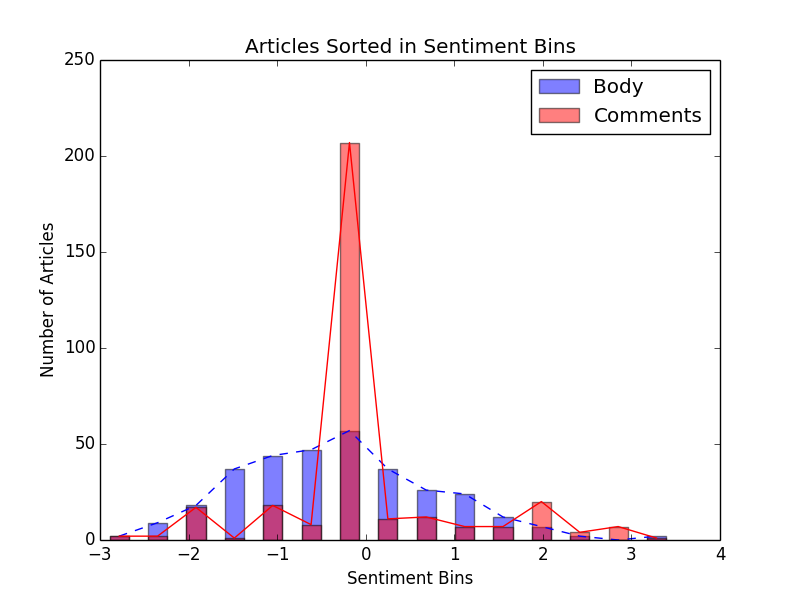 Articles Sorted in Sentiment Bins
250
200
150
100
50
0
Number of Articles
Body
Comments
−3 −2 −1 0 1 2 3 4
Sentiment Bins